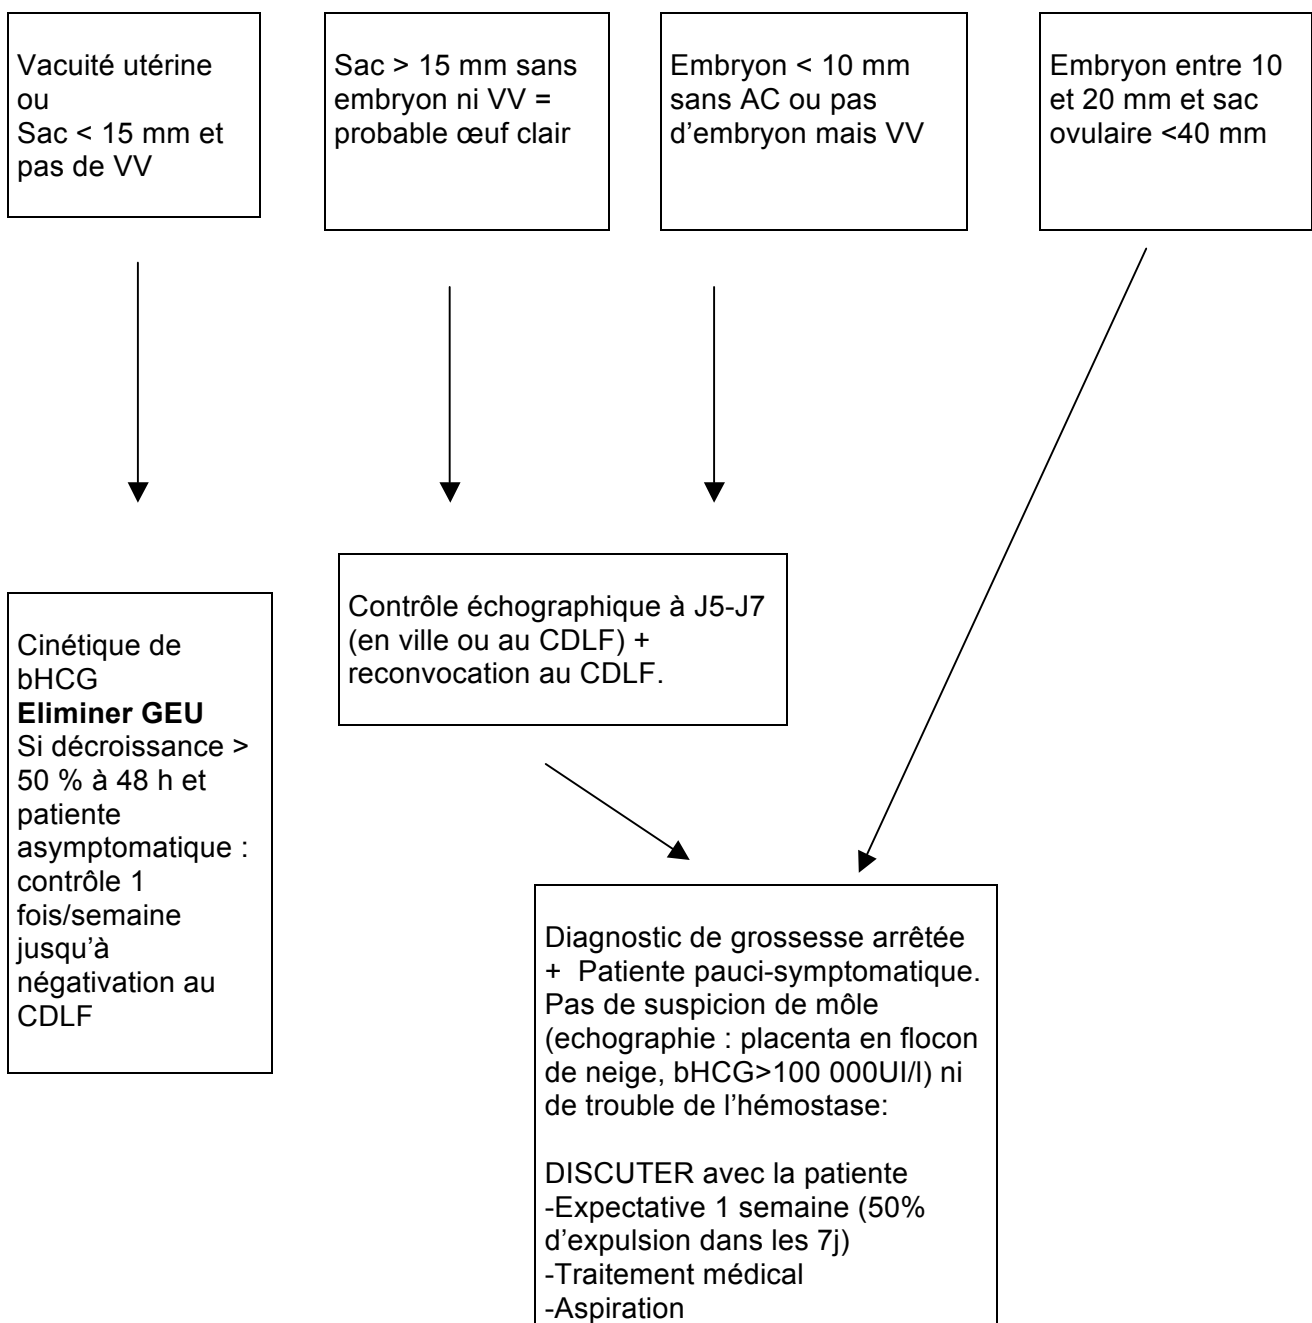 Vacuité utérine
ou
Sac < 15 mm et
pas de VV
Sac > 15 mm sans
embryon ni VV =
probable œuf clair
Embryon < 10 mm
sans AC ou pas
d’embryon mais VV
Embryon entre 10
et 20 mm et sac
ovulaire <40 mm
Cinétique de
bHCG
Eliminer GEU
Si décroissance >
50 % à 48 h et
patiente
asymptomatique :
contrôle 1
fois/semaine
jusqu’à
négativation au
CDLF
Contrôle échographique à J5-J7
(en ville ou au CDLF) +
reconvocation au CDLF.
Diagnostic de grossesse arrêtée
+ Patiente pauci-symptomatique.
Pas de suspicion de môle
(echographie : placenta en flocon
de neige, bHCG>100 000UI/l) ni
de trouble de l’hémostase:
DISCUTER avec la patiente
-Expectative 1 semaine (50%
d’expulsion dans les 7j)
-Traitement médical
-Aspiration